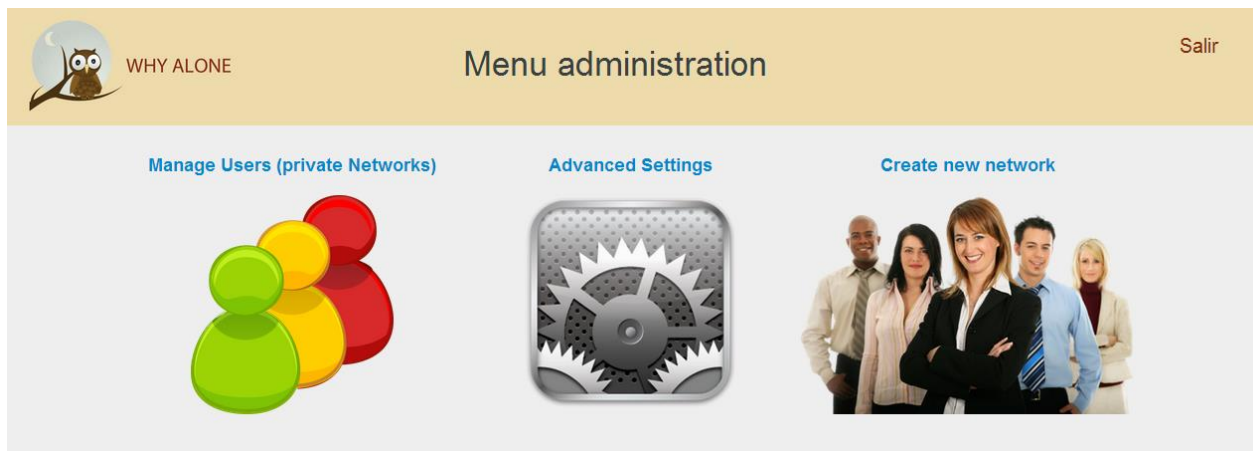 WHY ALONE
Menu administration
Salir
Manage Users (private Networks)
Advanced Settings
Create new network